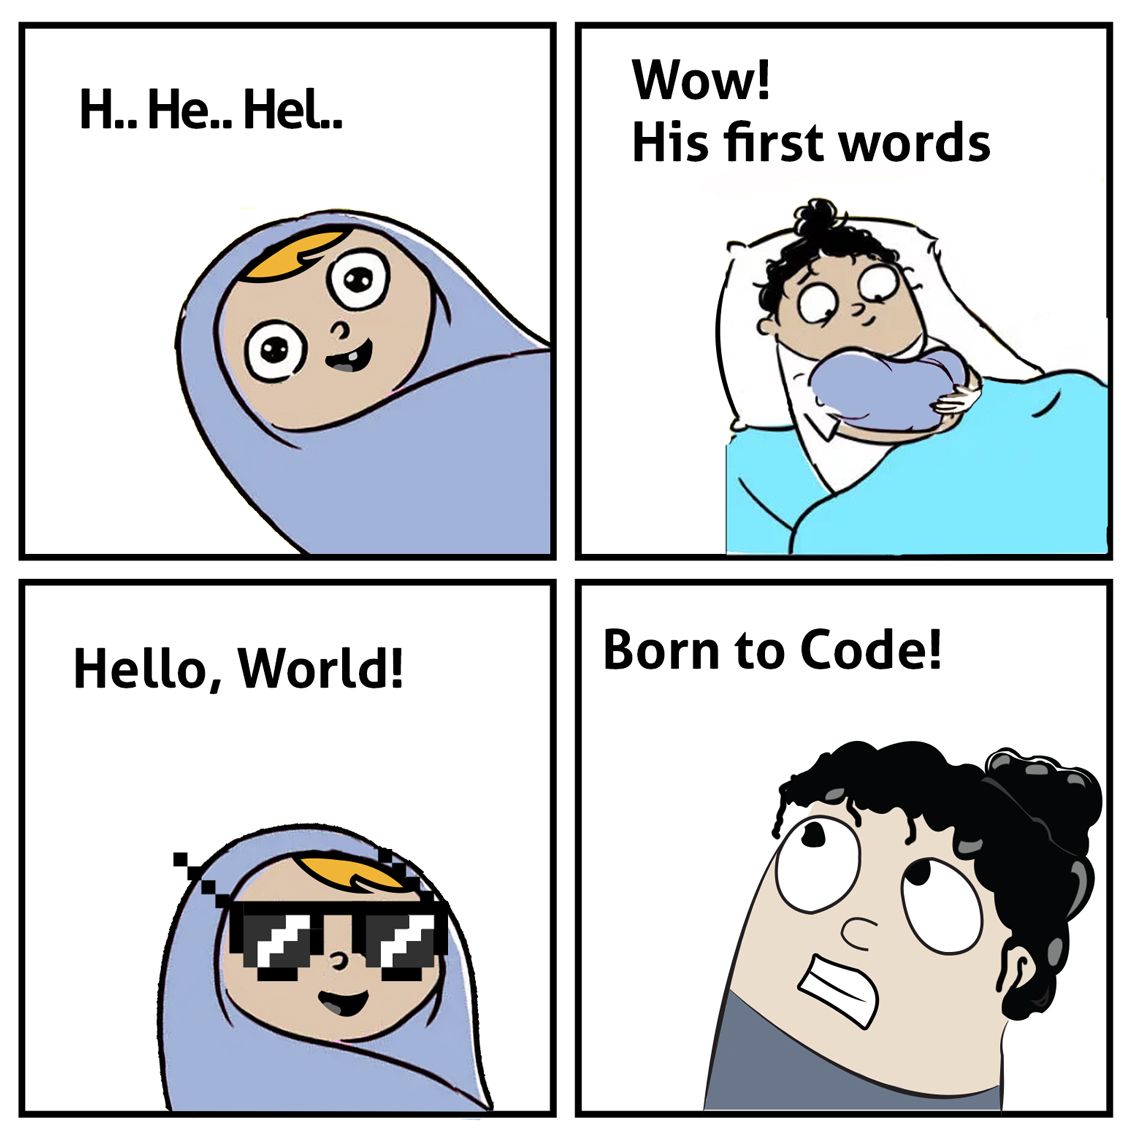 H.. He.. Hel..
Wow!
His first words
Hello, World!
Born to Code!